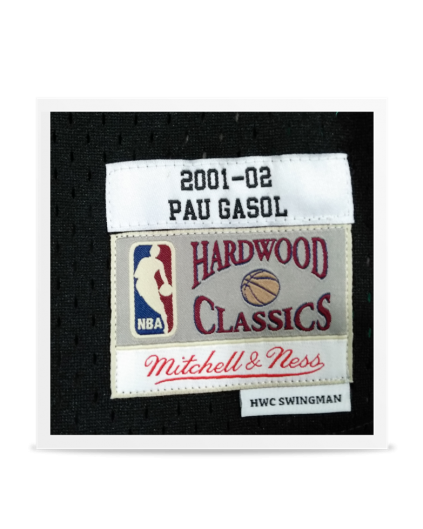 2001-02
PAU GASOL
HARDWOOD
CLASSICS
NBA
Mitchell & Ness
HWC SWINGMAN